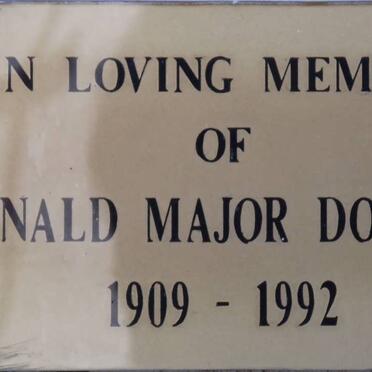 N LOVING MEM
OF
NALD MAJOR DO
1909 - 1992